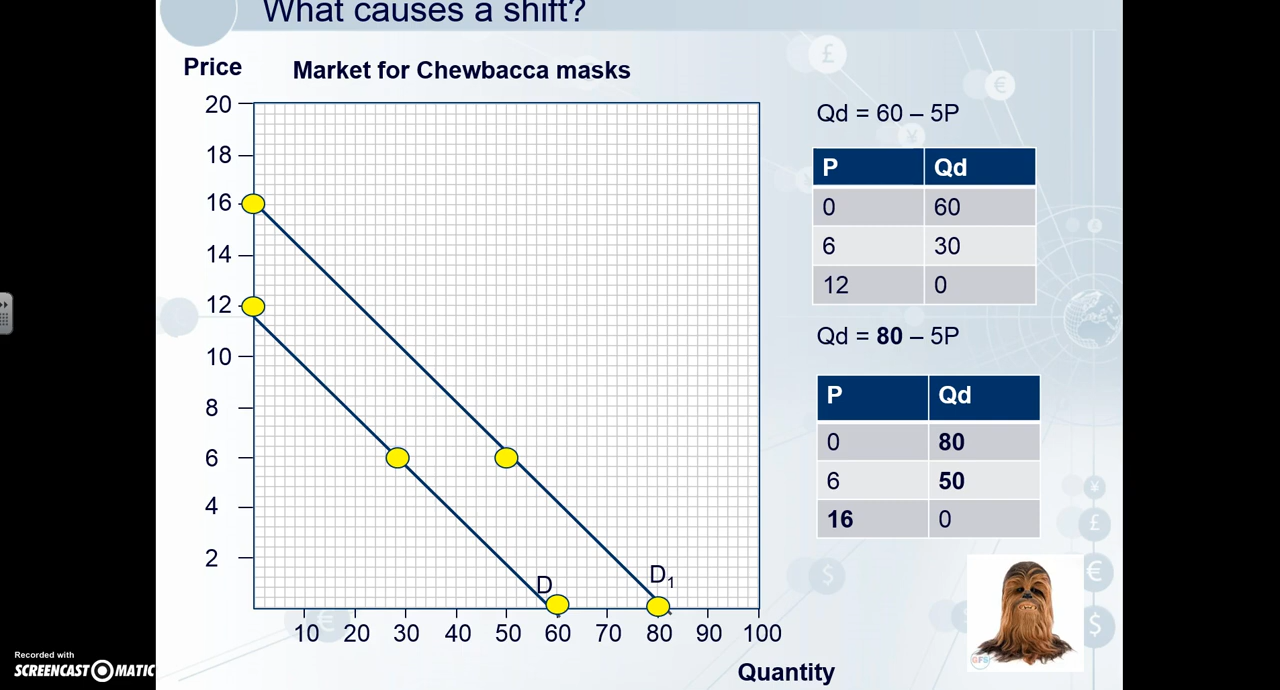 What causes a shift?
Price
Market for Chewbacca masks
20
18
16
14
12
10
8
6
4
2
D
D1
10 20 30 40 50 60 70 80 90 100
Quantity
Qd = 60 – 5P
P Qd
0 60
6 30
12 0
Qd = 80 – 5P
P Qd
0 80
6 50
16 0
GFS
£
€
¥
$
£
€
¥
£
€
$
$
Recorded with
SCREENCAST-O-MATIC